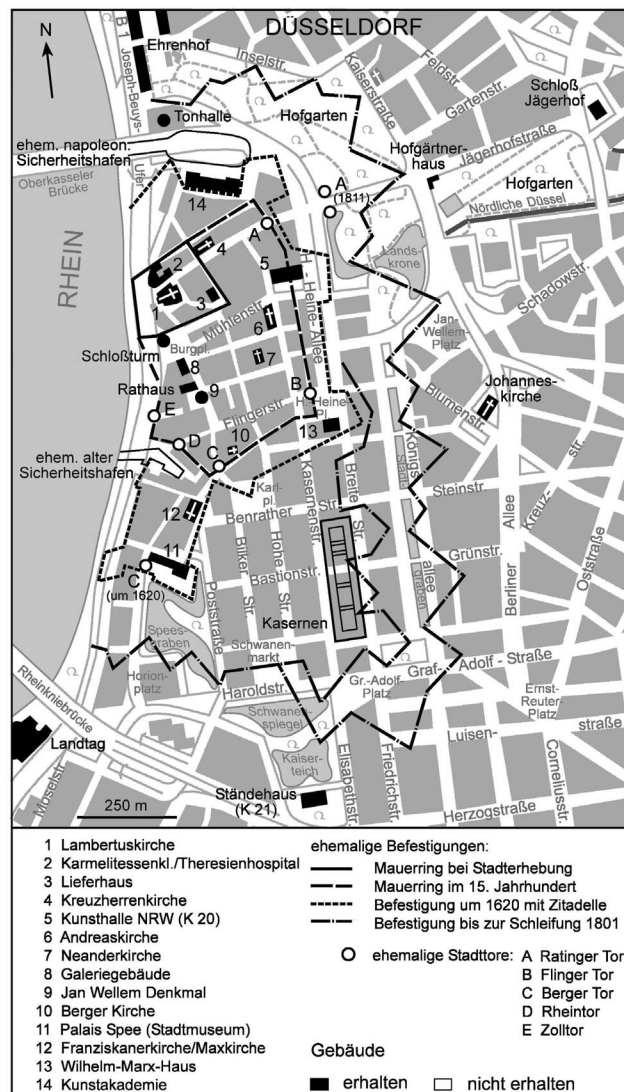 DÜSSELDORF
N
B 1
Joseph-Beuys-
Ufer
Ehrenhof
Inselstr.
Kaiserstraße
Feldstr.
Gartenstr.
Schloß
Jägerhof
Tonhalle
Hofgarten
ehem. napoleon.
Sicherheitshafen
Hofgärtner-
haus
Jägerhofstraße
Oberkasseler
Brücke
A
(1811)
Hofgarten
Nördliche Düssel
14
A
4
H.-Heine-Allee
Lands-
krone
Schadowstr.
RHEIN
2
5
1
3
Mühlenstr.
6
Jan-
Wellem-
Platz
Schloßturm
Burgpl.
7
8
Johannes-
kirche
Rathaus
9
B
Blumenstr.
E
Flingerstr.
H.-Heine-
Pl.
D
10
13
ehem. alter
Sicherheitshafen
C
Königs-
Stadt-
Karl-
pl.
Kasernenstr.
Breite
Str.
Steinstr.
Kreuz-
str.
12
Benrather
Str.
Allee
11
Bilker
Str.
Hohe
Str.
Grünstr.
Oststraße
C
(um 1620)
Bastionstr.
allee
graben
Berliner
Poststraße
Kasernen
Spees-
graben
Schwanen-
markt
Graf-Adolf-Straße
Horion-
platz
Haroldstr.
Gr.-Adolf-
Platz
Ernst-
Reuter-
Platz
Rheinkniebrücke
Schwanen-
spiegel
Luisen-
straße
Landtag
Kaiser-
teich
Moselstr.
Elisabethstr.
Friedrichstr.
Corneliusstr.
Ständehaus
(K 21)
250 m
Herzogstraße
1 Lambertuskirche
2 Karmelitessenkl./Theresienhospital
3 Lieferhaus
4 Kreuzherrenkirche
5 Kunsthalle NRW (K 20)
6 Andreaskirche
7 Neanderkirche
8 Galeriegebäude
9 Jan Wellem Denkmal
10 Berger Kirche
11 Palais Spee (Stadtmuseum)
12 Franziskanerkirche/Maxkirche
13 Wilhelm-Marx-Haus
14 Kunstakademie
ehemalige Befestigungen:
Mauerring bei Stadterhebung
Mauerring im 15. Jahrhundert
Befestigung um 1620 mit Zitadelle
Befestigung bis zur Schleifung 1801
ehemalige Stadttore: A Ratinger Tor
B Flinger Tor
C Berger Tor
D Rheintor
E Zolltor
Gebäude
erhalten
nicht erhalten